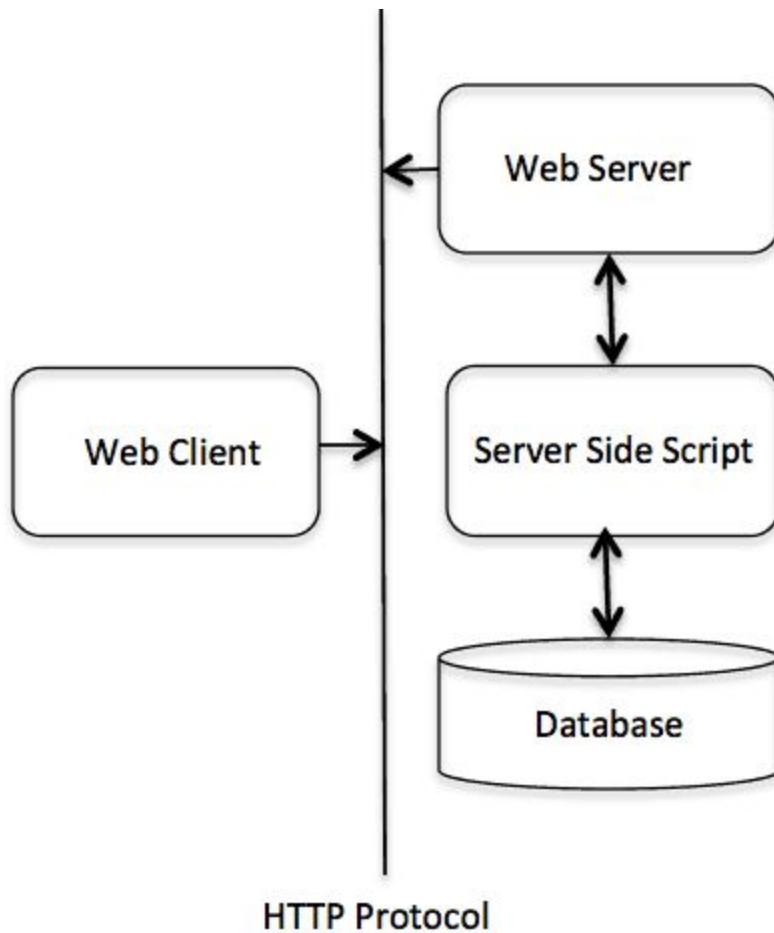 Web Server
Web Client
Server Side Script
Database
HTTP Protocol